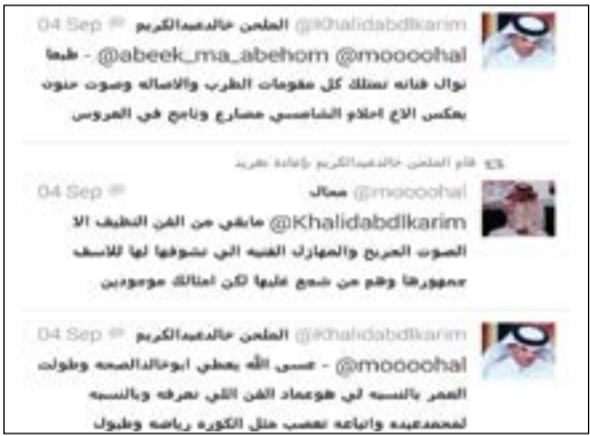 الملحن خالدعبدالكريم @Khalidabdlkarim 04 Sep
@abeek_ma_abehom @moooohal - طبعا
نوال فنانه تمتلك كل مقومات الطرب والاصاله وصوت حنون
بعكس الاخ احلام الشامسي مصارع وناجح في العروس
قام الملحن خالدعبدالكريم بإعادة تغريد
@moooohal 04 Sep
@Khalidabdlkarim مابقي من الفن النظيف الا
الصوت الجريح والمهازل الفنيه الي نشوفها لها للاسف
جمهورها وهم من شجع عليها لكن امثالك موجودين
الملحن خالدعبدالكريم @Khalidabdlkarim 04 Sep
@moooohal - عسى الله يعطي ابوخالدالصحه وطولت
العمر بالنسبه لي هوعماد الفن اللي نعرفه وبالنسبه
لمحمدعبده واتباعه تعصب مثل الكوره رياضه وطبول